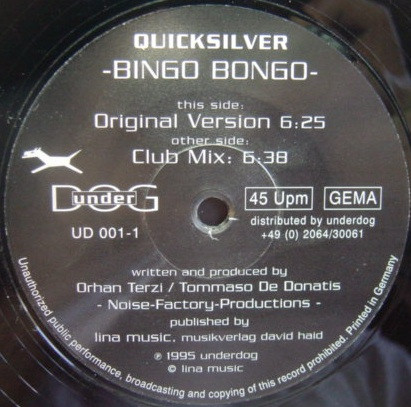 QUICKSILVER
-BINGO BONGO-
this side:
Original Version 6:25
other side:
Club Mix: 6:38
DOG
under
45 Upm GEMA
UD 001-1
distributed by underdog
+49 (0) 2064/30061
written and produced by
Orhan Terzi / Tommaso De Donatis
- Noise-Factory-Productions -
published by
lina music, musikverlag david haid
℗ 1995 underdog
© lina music
Unauthorized public performance, broadcasting and copying of this record prohibited. Printed in Germany